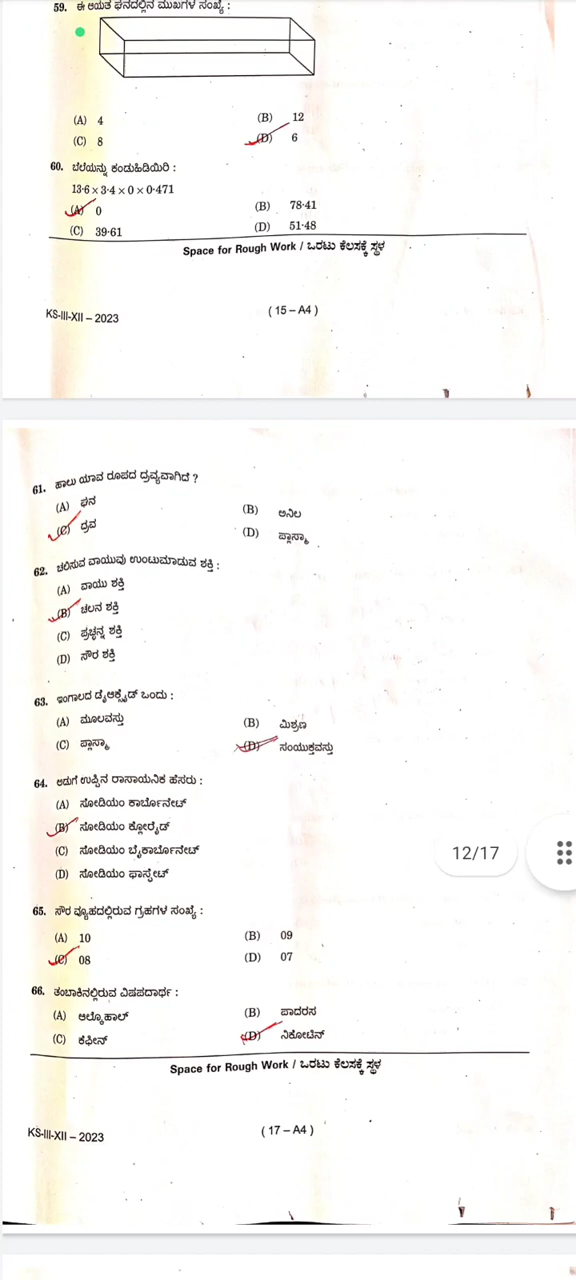 59. ಈ ಆಯತ ಘನದಲ್ಲಿನ ಮುಖಗಳ ಸಂಖ್ಯೆ :
(A) 4 (B) 12
(C) 8 (D) 6
60. ಬೆಲೆಯನ್ನು ಕಂಡುಹಿಡಿಯಿರಿ :
13·6 × 3·4 × 0 × 0·471
(A) 0 (B) 78·41
(C) 39·61 (D) 51·48
Space for Rough Work / ಒರಟು ಕೆಲಸಕ್ಕೆ ಸ್ಥಳ
KS-III-XII – 2023 ( 15 – A4 )
61. ಹಾಲು ಯಾವ ರೂಪದ ದ್ರವ್ಯವಾಗಿದೆ ?
(A) ಘನ (B) ಅನಿಲ
(C) ದ್ರವ (D) ಪ್ಲಾಸ್ಮಾ
62. ಚಲಿಸುವ ವಾಯುವು ಉಂಟುಮಾಡುವ ಶಕ್ತಿ :
(A) ವಾಯು ಶಕ್ತಿ
(B) ಚಲನ ಶಕ್ತಿ
(C) ಪ್ರಚ್ಛನ್ನ ಶಕ್ತಿ
(D) ಸೌರ ಶಕ್ತಿ
63. ಇಂಗಾಲದ ಡೈಆಕ್ಸೈಡ್ ಒಂದು :
(A) ಮೂಲವಸ್ತು (B) ಮಿಶ್ರಣ
(C) ಪ್ಲಾಸ್ಮಾ (D) ಸಂಯುಕ್ತವಸ್ತು
64. ಅಡುಗೆ ಉಪ್ಪಿನ ರಾಸಾಯನಿಕ ಹೆಸರು :
(A) ಸೋಡಿಯಂ ಕಾರ್ಬೋನೇಟ್
(B) ಸೋಡಿಯಂ ಕ್ಲೋರೈಡ್
(C) ಸೋಡಿಯಂ ಬೈಕಾರ್ಬೋನೇಟ್
12/17
(D) ಸೋಡಿಯಂ ಫಾಸ್ಫೇಟ್
65. ಸೌರ ವ್ಯೂಹದಲ್ಲಿರುವ ಗ್ರಹಗಳ ಸಂಖ್ಯೆ :
(A) 10 (B) 09
(C) 08 (D) 07
66. ತಂಬಾಕಿನಲ್ಲಿರುವ ವಿಷಪದಾರ್ಥ :
(A) ಆಲ್ಕೊಹಾಲ್ (B) ಪಾದರಸ
(C) ಕೆಫೀನ್ (D) ನಿಕೋಟಿನ್
Space for Rough Work / ಒರಟು ಕೆಲಸಕ್ಕೆ ಸ್ಥಳ
KS-III-XII – 2023 ( 17 – A4 )